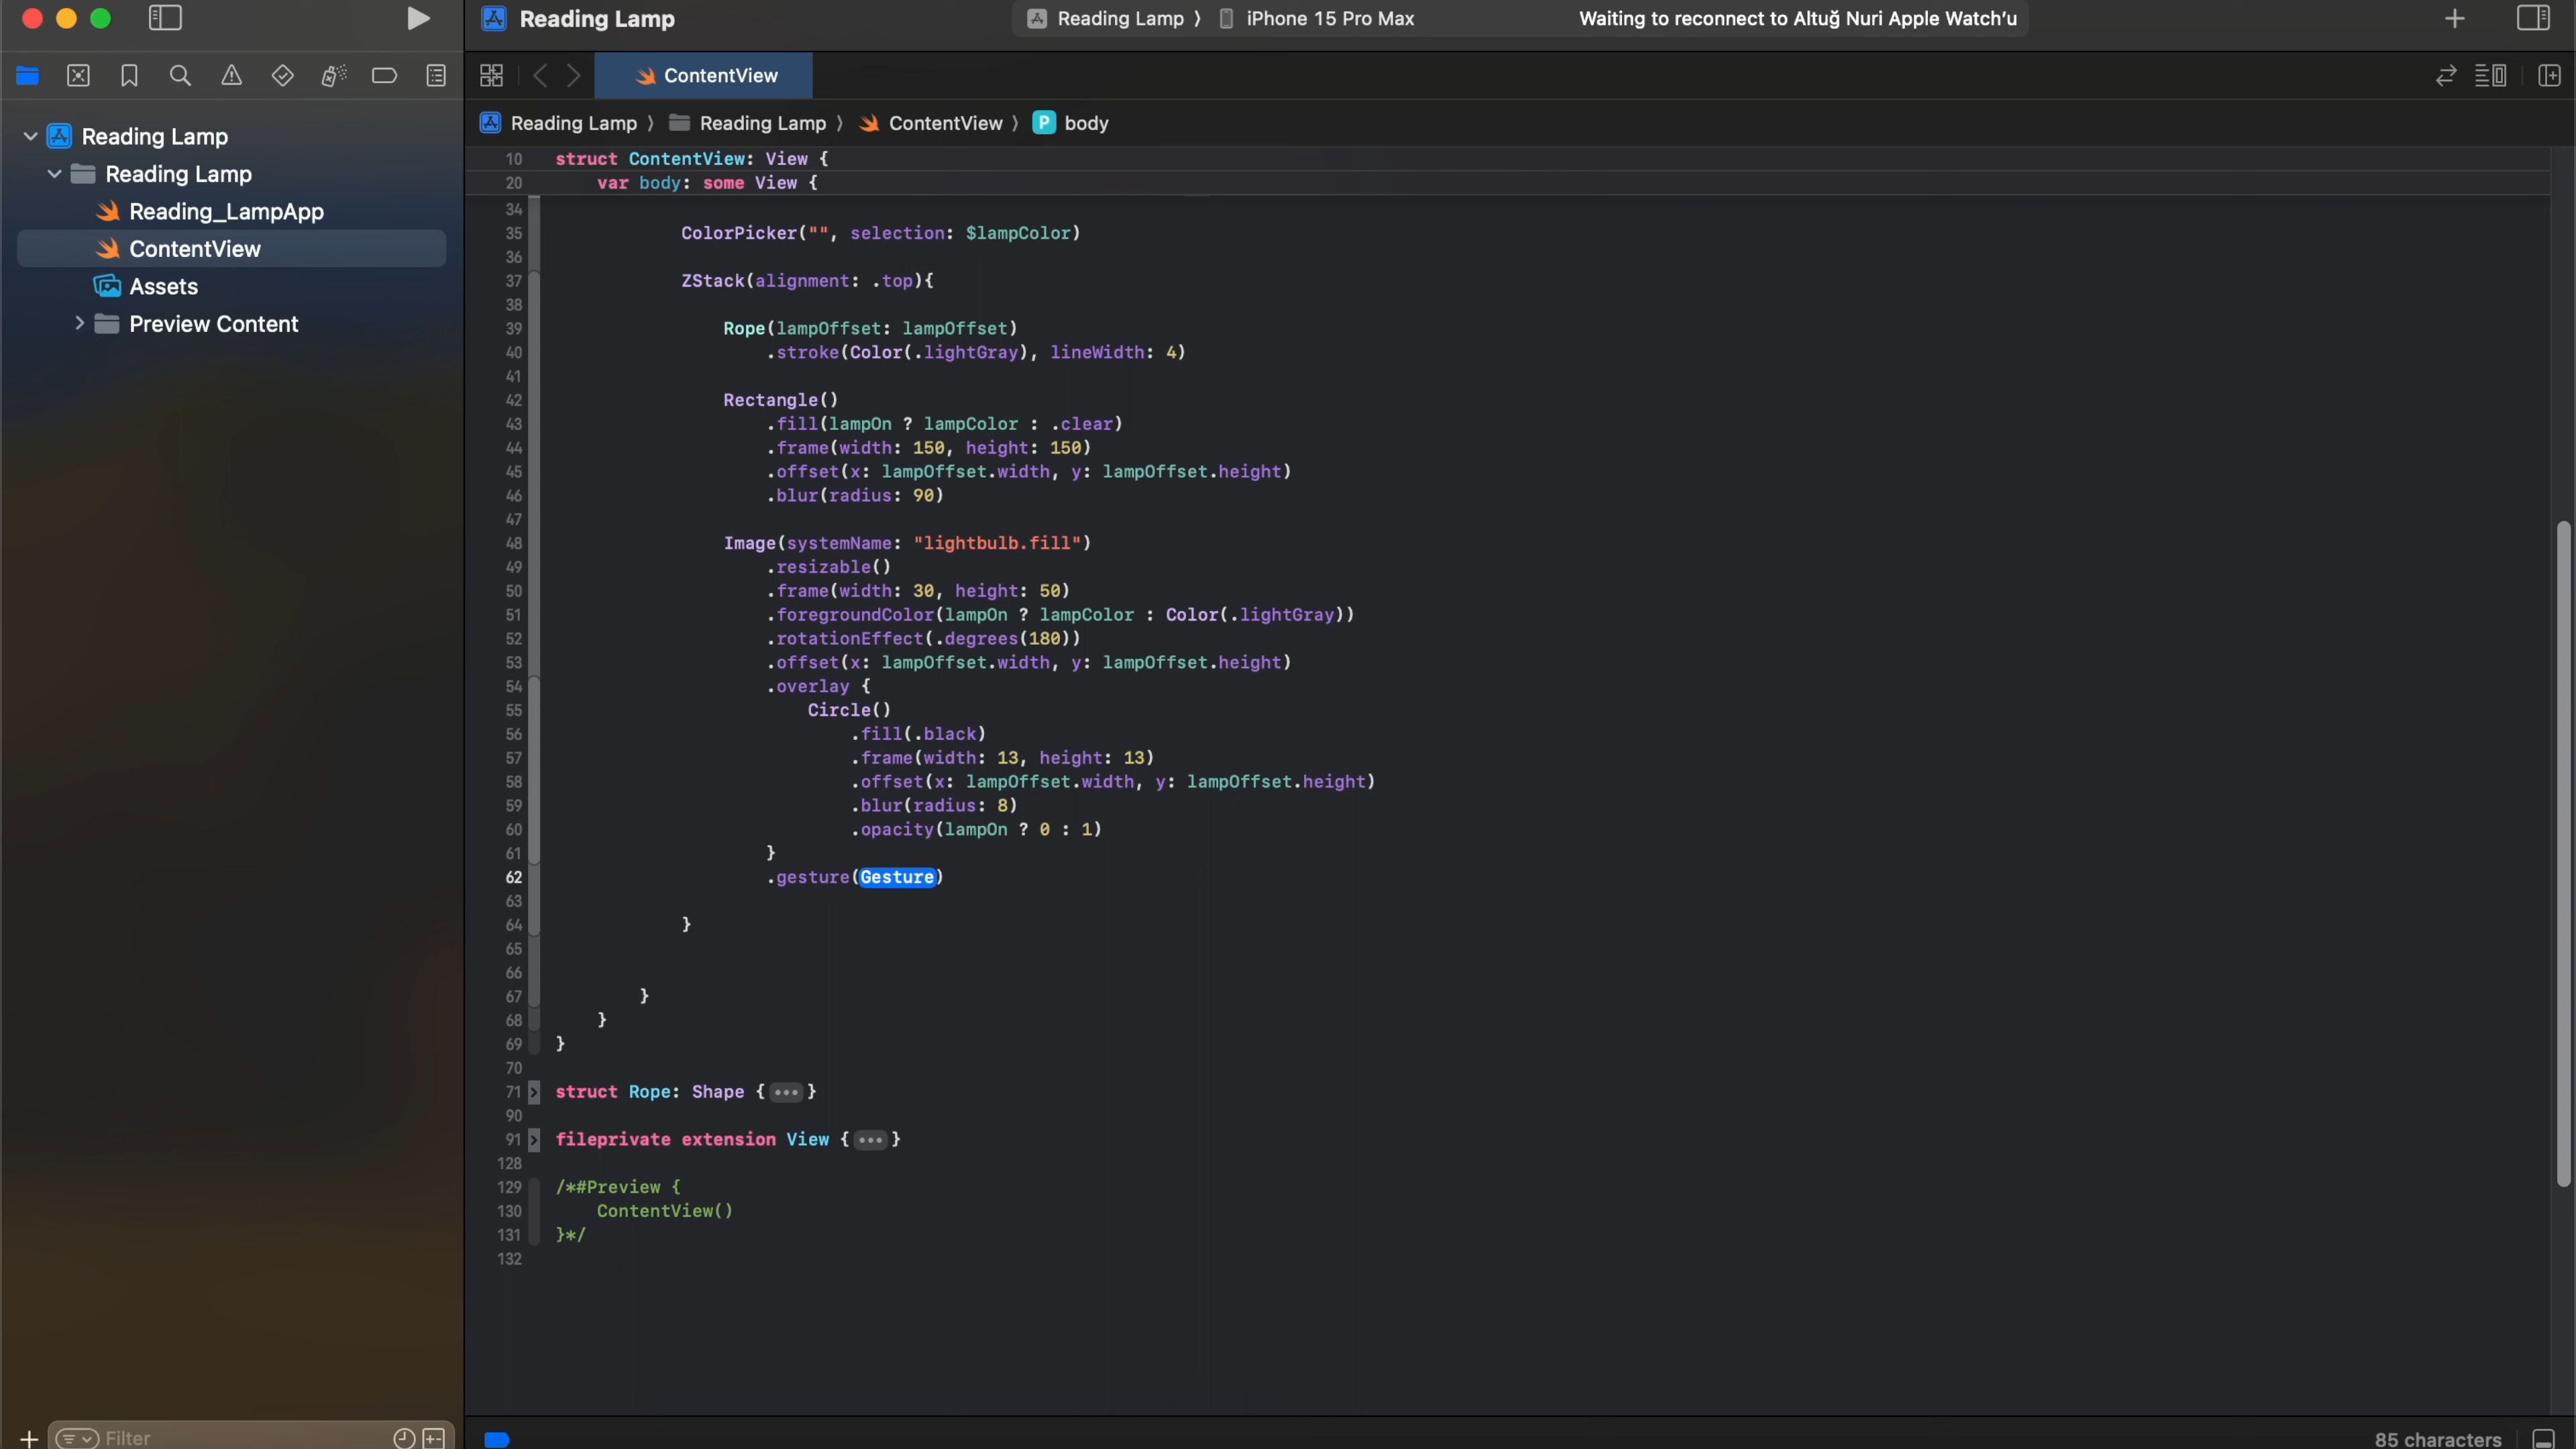 Reading Lamp
Reading Lamp ⟩ iPhone 15 Pro Max
Waiting to reconnect to Altuğ Nuri Apple Watch'u
ContentView
Reading Lamp ⟩ Reading Lamp ⟩ ContentView ⟩ P body
Reading Lamp
Reading Lamp
Reading_LampApp
ContentView
Assets
Preview Content
10 struct ContentView: View {
20 var body: some View {
34
35 ColorPicker("", selection: $lampColor)
36
37 ZStack(alignment: .top){
38
39 Rope(lampOffset: lampOffset)
40 .stroke(Color(.lightGray), lineWidth: 4)
41
42 Rectangle()
43 .fill(lampOn ? lampColor : .clear)
44 .frame(width: 150, height: 150)
45 .offset(x: lampOffset.width, y: lampOffset.height)
46 .blur(radius: 90)
47
48 Image(systemName: "lightbulb.fill")
49 .resizable()
50 .frame(width: 30, height: 50)
51 .foregroundColor(lampOn ? lampColor : Color(.lightGray))
52 .rotationEffect(.degrees(180))
53 .offset(x: lampOffset.width, y: lampOffset.height)
54 .overlay {
55 Circle()
56 .fill(.black)
57 .frame(width: 13, height: 13)
58 .offset(x: lampOffset.width, y: lampOffset.height)
59 .blur(radius: 8)
60 .opacity(lampOn ? 0 : 1)
61 }
62 .gesture(Gesture)
63
64 }
65
66
67 }
68 }
69 }
70
71 struct Rope: Shape {•••}
90
91 fileprivate extension View {•••}
128
129 /*#Preview {
130 ContentView()
131 }*/
132
Filter
85 characters